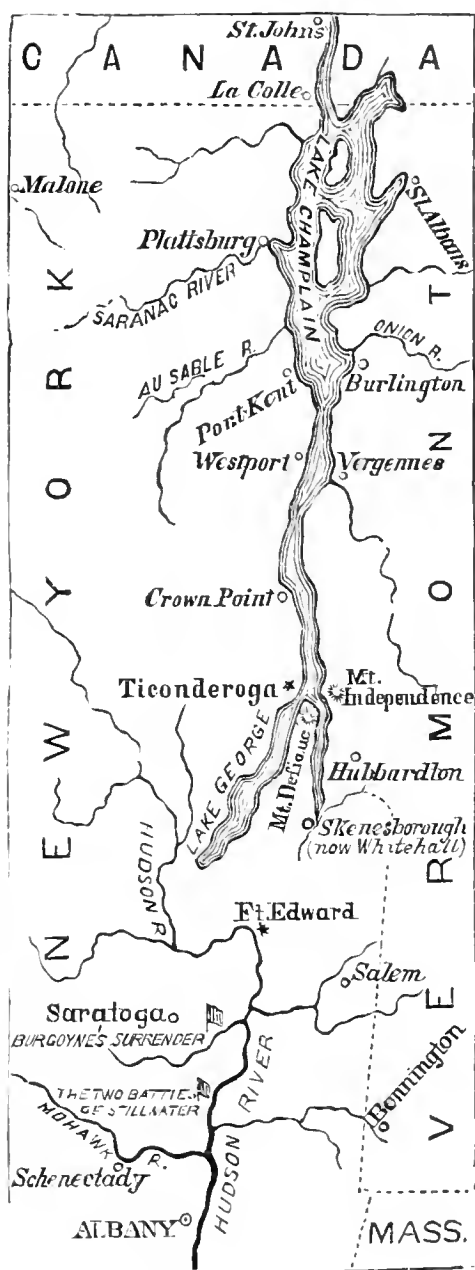 St. John's
CANADA
La Colle
Malone
LAKE CHAMPLAIN
St. Albans
Plattsburg
SARANAC RIVER
AU SABLE R.
ONION R.
Port Kent
Burlington
Westport
Vergennes
NEW YORK
VERMONT
Crown Point
Ticonderoga
Mt.
Independence
LAKE GEORGE
Mt. Defiance
Hubbardton
Skenesborough
(now Whitehall)
HUDSON R.
Ft. Edward
Salem
Saratoga
BURGOYNE'S SURRENDER
THE TWO BATTLES
OF STILLWATER
HUDSON RIVER
Bennington
MOHAWK R.
Schenectady
ALBANY
MASS.